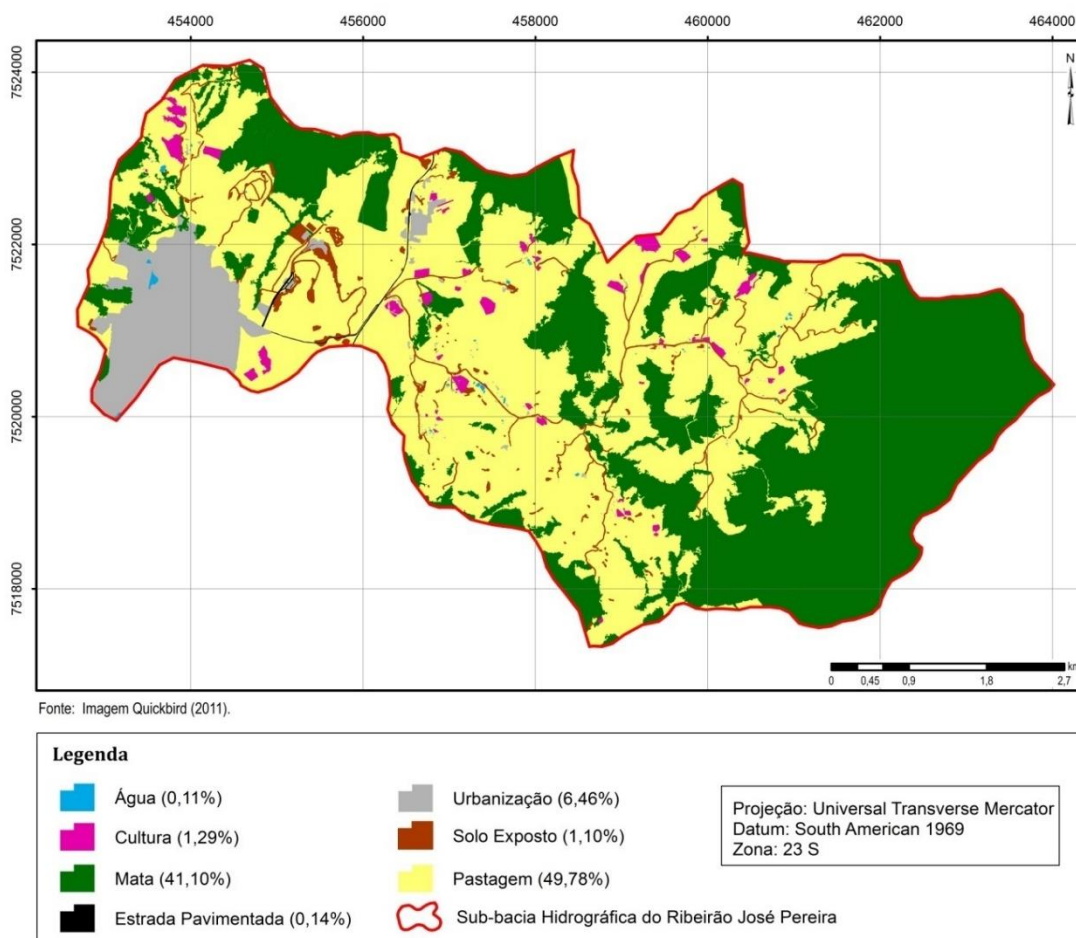 454000 456000 458000 460000 462000 464000
7524000
7522000
7520000
7518000
N
km
0 0,45 0,9 1,8 2,7
Fonte: Imagem Quickbird (2011).
Legenda
Água (0,11%)
Cultura (1,29%)
Mata (41,10%)
Estrada Pavimentada (0,14%)
Urbanização (6,46%)
Solo Exposto (1,10%)
Pastagem (49,78%)
Sub-bacia Hidrográfica do Ribeirão José Pereira
Projeção: Universal Transverse Mercator
Datum: South American 1969
Zona: 23 S